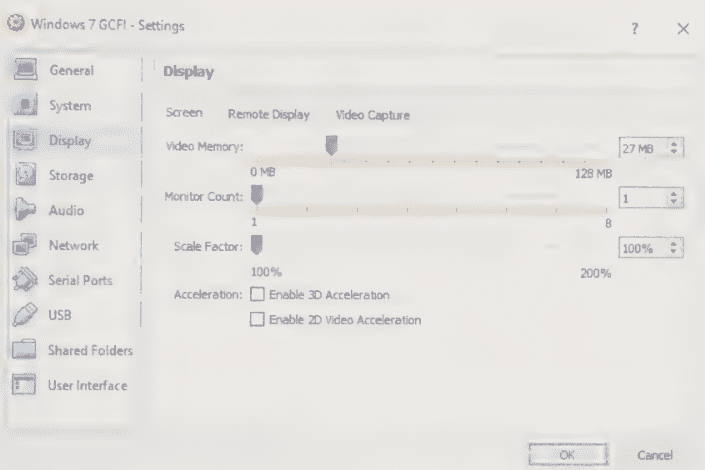 Windows 7 GCFI - Settings
?
General
System
Display
Storage
Audio
Network
Serial Ports
USB
Shared Folders
User Interface
Display
Screen Remote Display Video Capture
Video Memory: 27 MB
0 MB 128 MB
Monitor Count: 1
1 8
Scale Factor: 100%
100% 200%
Acceleration: Enable 3D Acceleration
Enable 2D Video Acceleration
OK Cancel